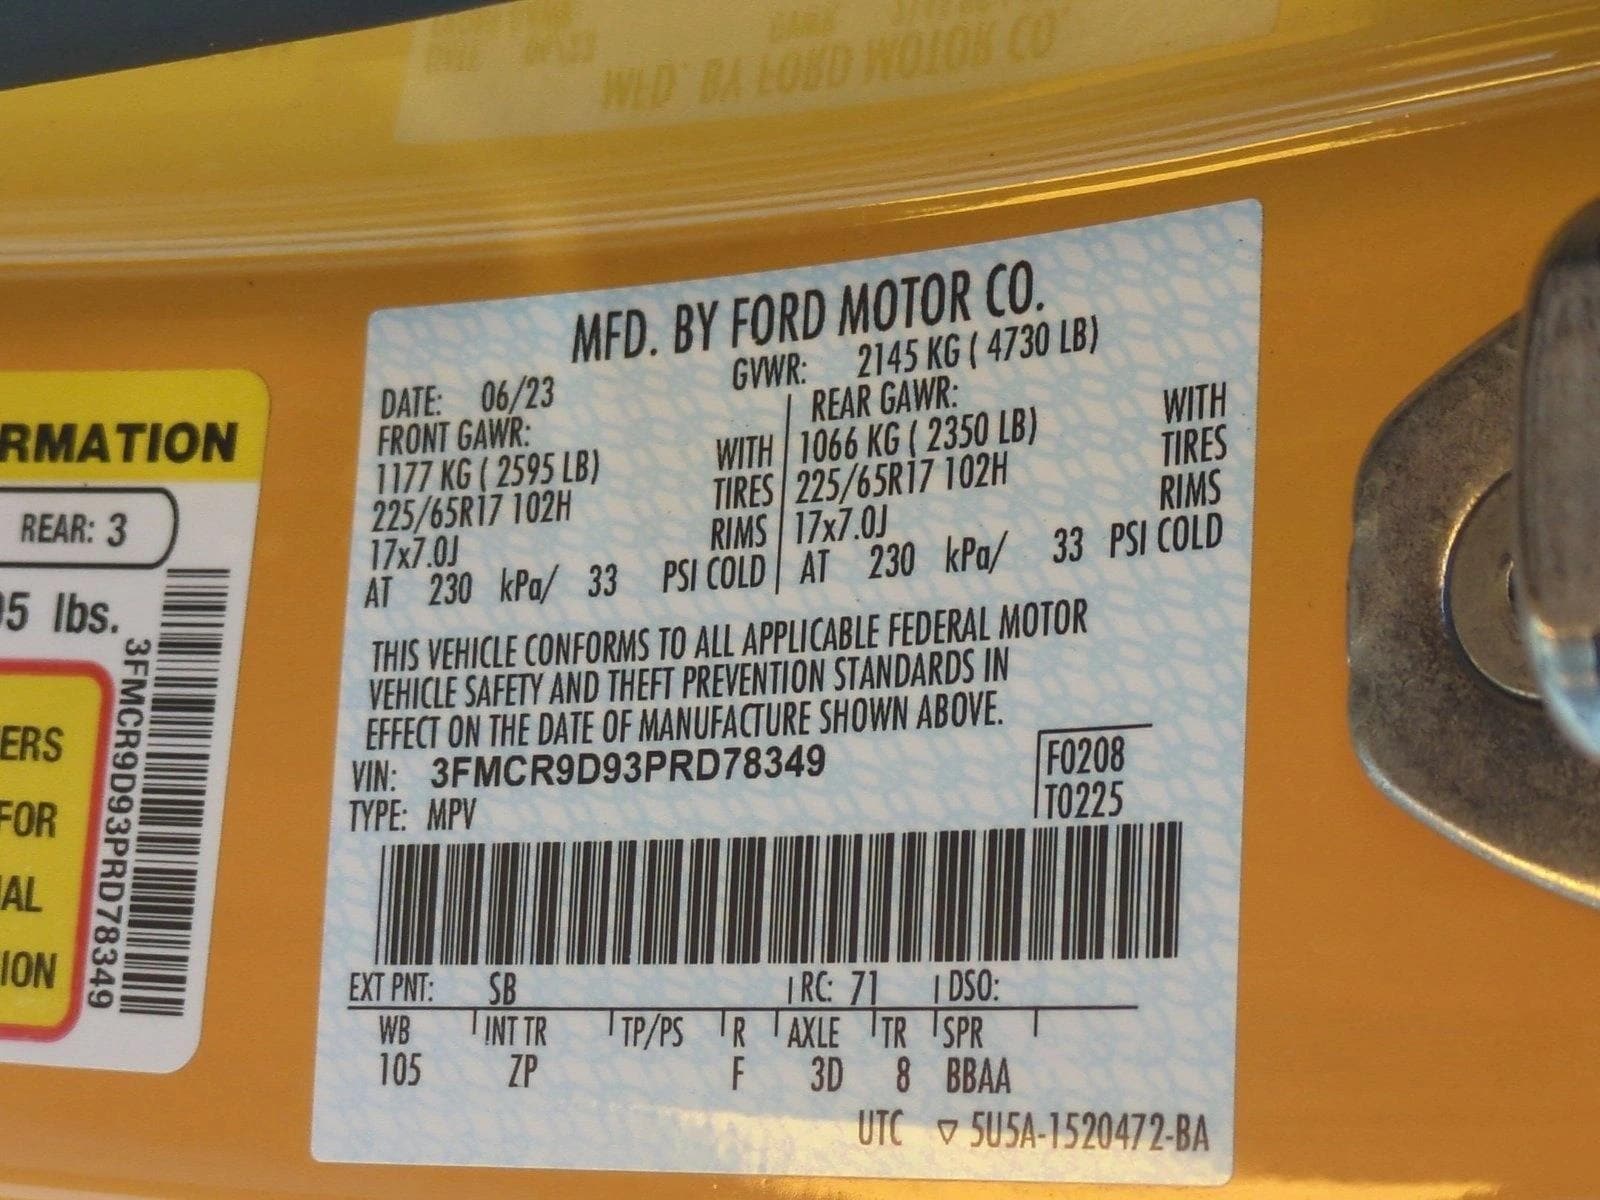 MFD. BY FORD MOTOR CO.
MFD. BY FORD MOTOR CO.
DATE: 06/23 GVWR: 2145 KG ( 4730 LB)
FRONT GAWR: REAR GAWR:
1177 KG ( 2595 LB) WITH 1066 KG ( 2350 LB) WITH
225/65R17 102H TIRES 225/65R17 102H TIRES
17x7.0J RIMS 17x7.0J RIMS
AT 230 kPa/ 33 PSI COLD AT 230 kPa/ 33 PSI COLD
THIS VEHICLE CONFORMS TO ALL APPLICABLE FEDERAL MOTOR
VEHICLE SAFETY AND THEFT PREVENTION STANDARDS IN
EFFECT ON THE DATE OF MANUFACTURE SHOWN ABOVE.
VIN: 3FMCR9D93PRD78349 F0208
TYPE: MPV T0225
EXT PNT: SB RC: 71 DSO:
WB INT TR TP/PS R AXLE TR SPR
105 ZP F 3D 8 BBAA
UTC ▽ 5U5A-1520472-BA
RMATION
REAR: 3
5 lbs.
3FMCR9D93PRD78349
ERS
FOR
AL
ION